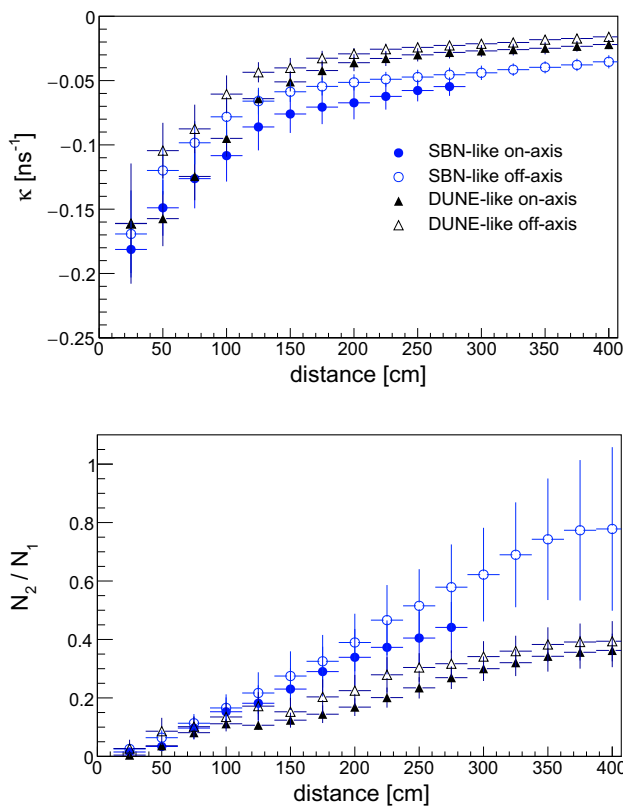 κ [ns⁻¹]
0
−0.05
−0.1
−0.15
−0.2
−0.25
SBN-like on-axis
SBN-like off-axis
DUNE-like on-axis
DUNE-like off-axis
0 50 100 150 200 250 300 350 400
distance [cm]
N₂ / N₁
1
0.8
0.6
0.4
0.2
0
0 50 100 150 200 250 300 350 400
distance [cm]